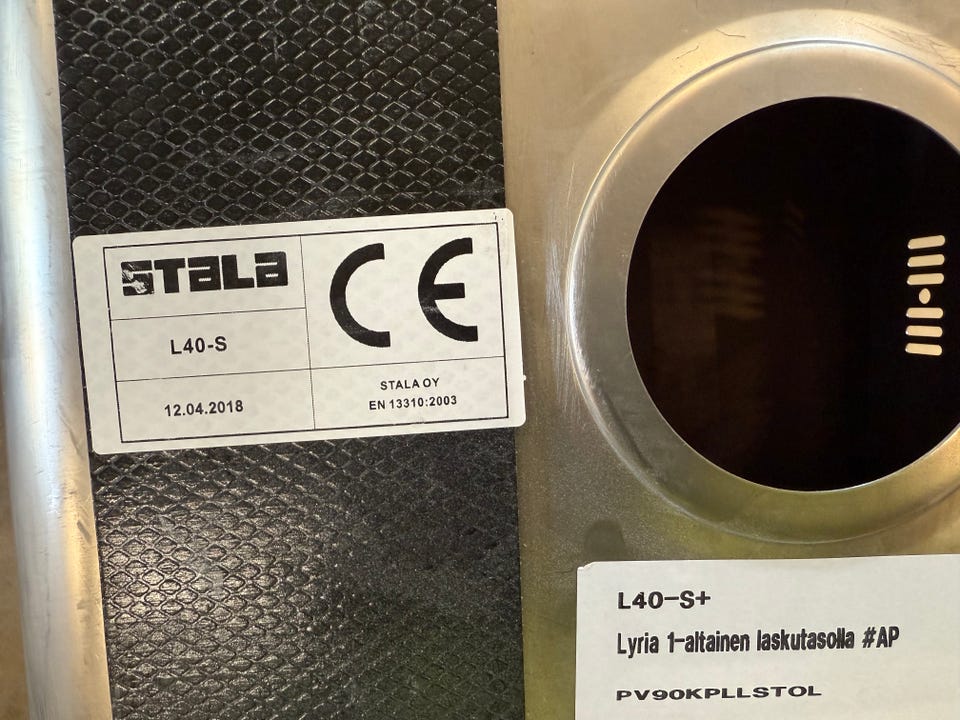 STALA
CE
L40-S
12.04.2018
STALA OY
EN 13310:2003
L40-S+
Lyria 1-altainen laskutasolla #AP
PV90KPLLSTOL